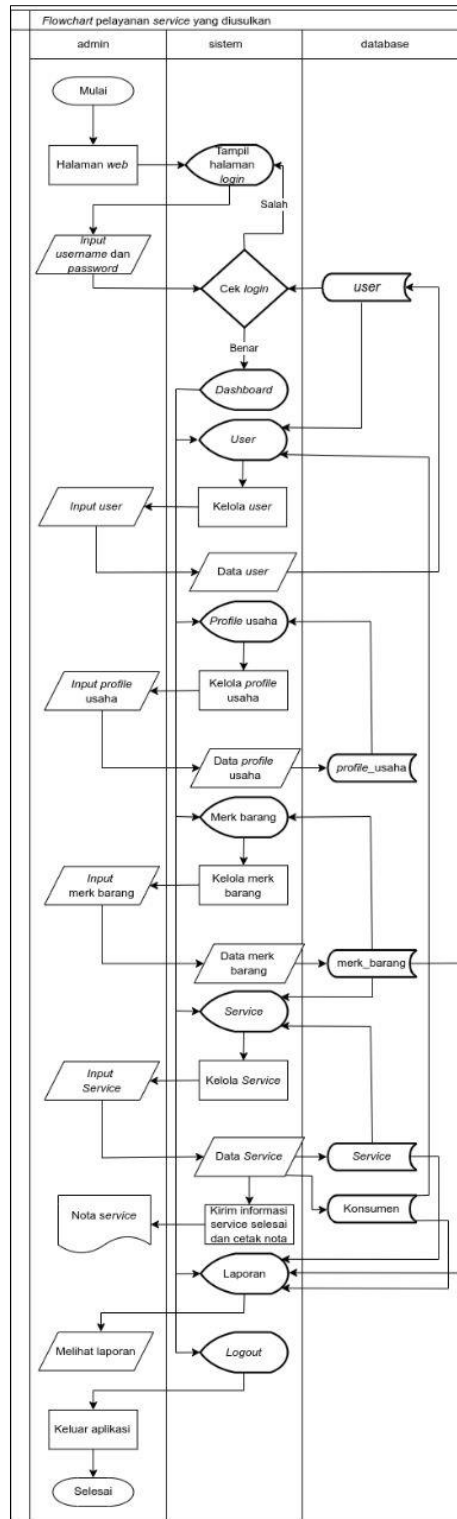 Flowchart pelayanan service yang diusulkan
admin
sistem
database
Mulai
Halaman web
Tampil
halaman
login
Salah
Input
username dan
password
Cek login
user
Benar
Dashboard
User
Input user
Kelola user
Data user
Profile usaha
Input profile
usaha
Kelola profile
usaha
Data profile
usaha
profile_usaha
Merk barang
Input
merk barang
Kelola merk
barang
Data merk
barang
merk_barang
Service
Input
Service
Kelola Service
Data Service
Service
Konsumen
Nota service
Kirim informasi
service selesai
dan cetak nota
Laporan
Melihat laporan
Logout
Keluar aplikasi
Selesai